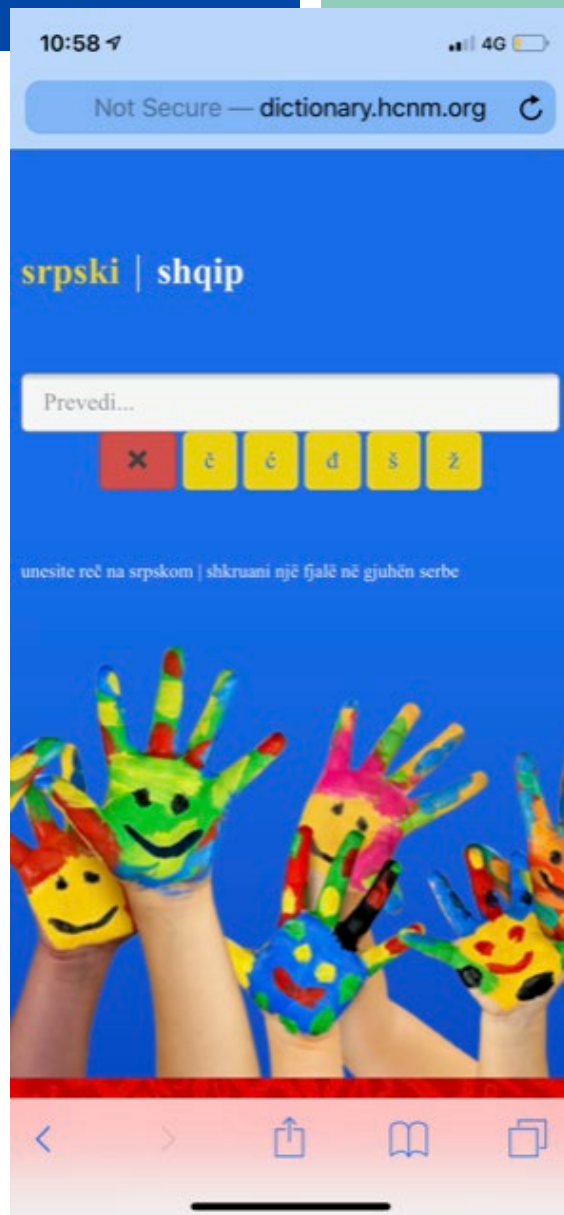 10:58
4G
Not Secure — dictionary.hcnm.org
srpski | shqip
Prevedi...
✖ č ć đ š ž
unesite reč na srpskom | shkruani një fjalë në gjuhën serbe